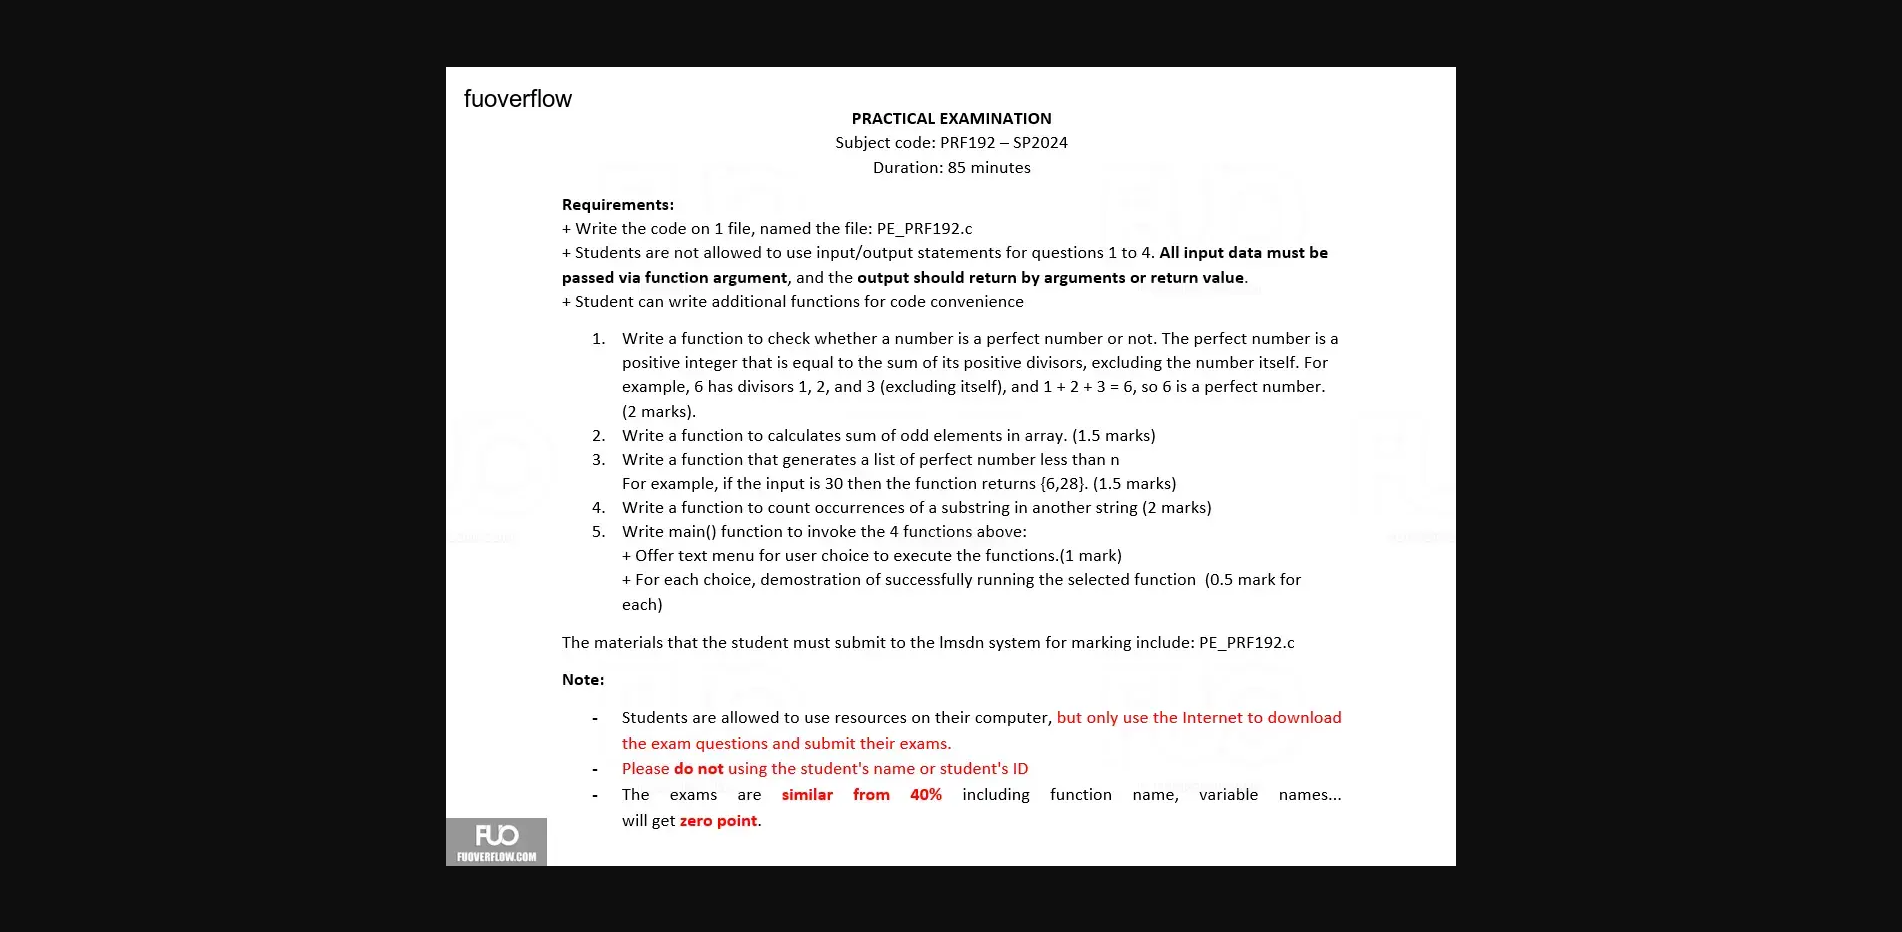 fuoverflow
PRACTICAL EXAMINATION
Subject code: PRF192 – SP2024
Duration: 85 minutes
Requirements:
+ Write the code on 1 file, named the file: PE_PRF192.c
+ Students are not allowed to use input/output statements for questions 1 to 4. All input data must be
passed via function argument, and the output should return by arguments or return value.
+ Student can write additional functions for code convenience
1. Write a function to check whether a number is a perfect number or not. The perfect number is a
positive integer that is equal to the sum of its positive divisors, excluding the number itself. For
example, 6 has divisors 1, 2, and 3 (excluding itself), and 1 + 2 + 3 = 6, so 6 is a perfect number.
(2 marks).
2. Write a function to calculates sum of odd elements in array. (1.5 marks)
3. Write a function that generates a list of perfect number less than n
For example, if the input is 30 then the function returns {6,28}. (1.5 marks)
4. Write a function to count occurrences of a substring in another string (2 marks)
5. Write main() function to invoke the 4 functions above:
+ Offer text menu for user choice to execute the functions.(1 mark)
+ For each choice, demostration of successfully running the selected function (0.5 mark for
each)
The materials that the student must submit to the lmsdn system for marking include: PE_PRF192.c
Note:
- Students are allowed to use resources on their computer, but only use the Internet to download
the exam questions and submit their exams.
- Please do not using the student's name or student's ID
- The exams are similar from 40% including function name, variable names...
will get zero point.
FUO
FUOVERFLOW.COM